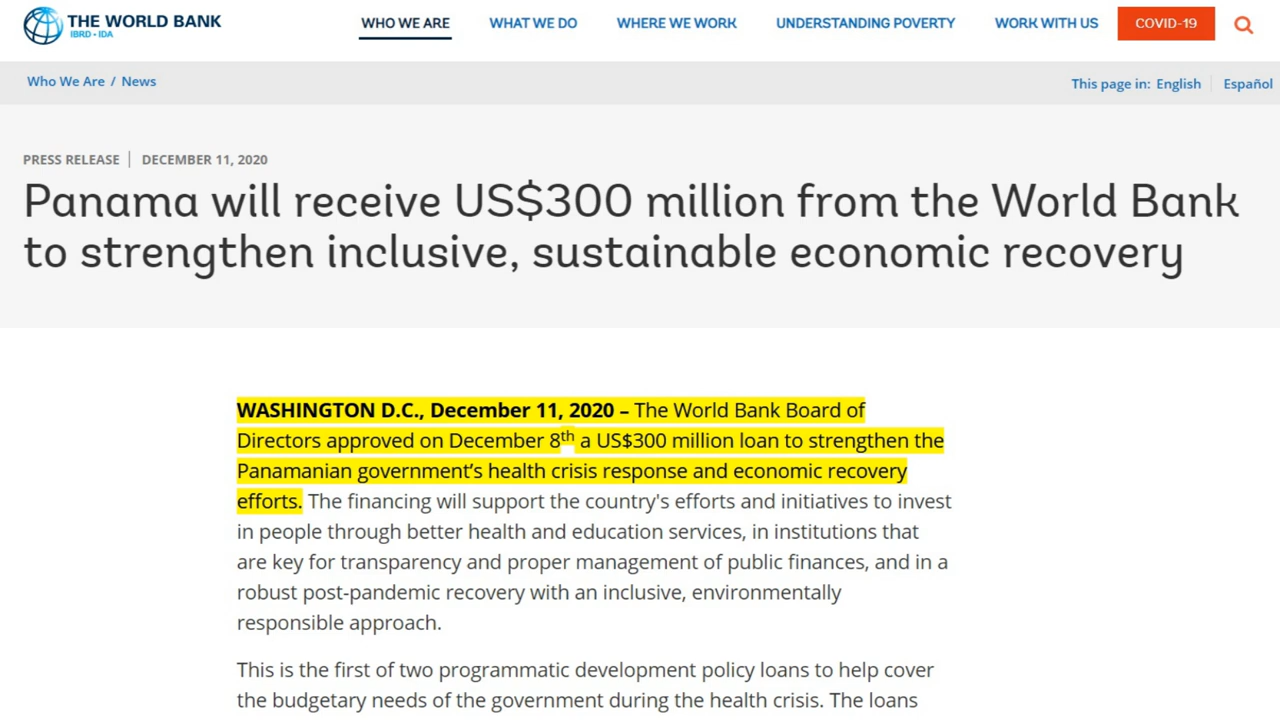 THE WORLD BANK
IBRD • IDA
WHO WE ARE WHAT WE DO WHERE WE WORK UNDERSTANDING POVERTY WORK WITH US COVID-19
Who We Are / News
This page in: English Español
PRESS RELEASE DECEMBER 11, 2020
Panama will receive US$300 million from the World Bank
to strengthen inclusive, sustainable economic recovery
WASHINGTON D.C., December 11, 2020 – The World Bank Board of
Directors approved on December 8th a US$300 million loan to strengthen the
Panamanian government’s health crisis response and economic recovery
efforts. The financing will support the country's efforts and initiatives to invest
in people through better health and education services, in institutions that
are key for transparency and proper management of public finances, and in a
robust post-pandemic recovery with an inclusive, environmentally
responsible approach.
This is the first of two programmatic development policy loans to help cover
the budgetary needs of the government during the health crisis. The loans